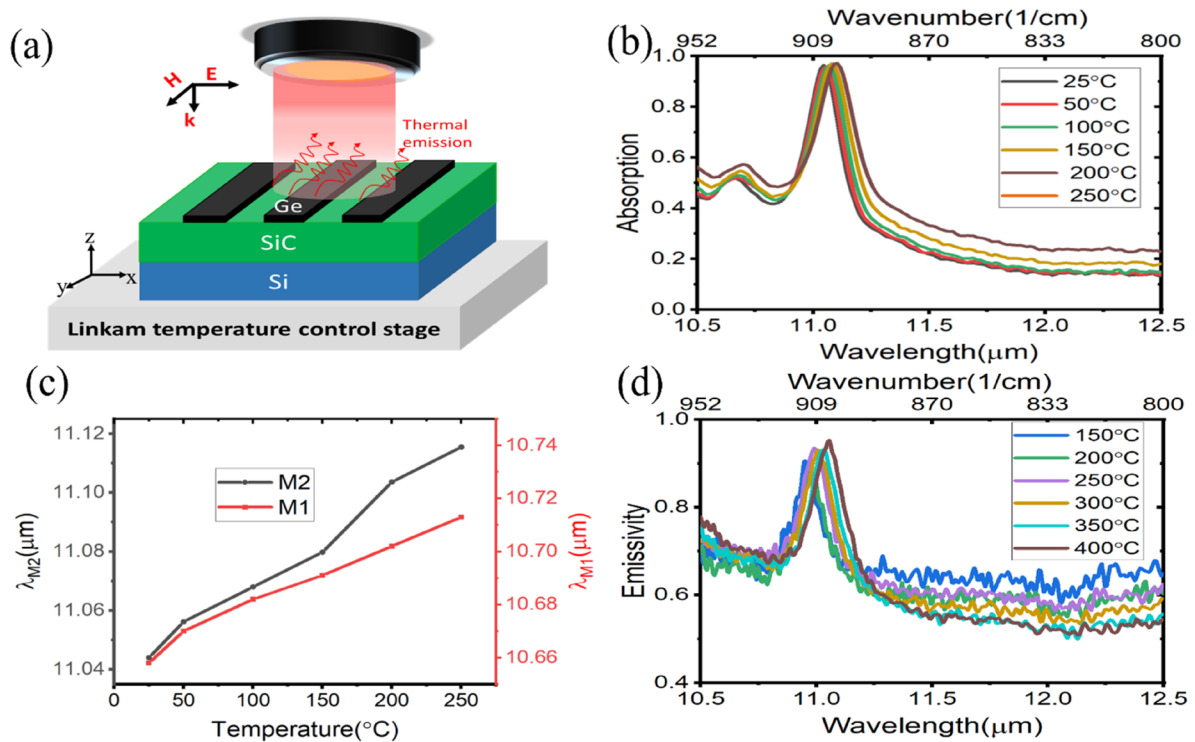 (a)
H
E
k
Thermal
emission
Ge
SiC
Si
z
y
x
Linkam temperature control stage
(b)
Wavenumber(1/cm)
952 909 870 833 800
1.0
0.8
0.6
0.4
0.2
0.0
Absorption
25°C
50°C
100°C
150°C
200°C
250°C
10.5 11.0 11.5 12.0 12.5
Wavelength(μm)
(c)
11.12
11.10
11.08
11.06
11.04
λM2(μm)
M2
M1
10.74
10.72
10.70
10.68
10.66
λM1(μm)
0 50 100 150 200 250
Temperature(°C)
(d)
Wavenumber(1/cm)
952 909 870 833 800
1.0
0.8
0.6
0.4
Emissivity
150°C
200°C
250°C
300°C
350°C
400°C
10.5 11.0 11.5 12.0 12.5
Wavelength(μm)